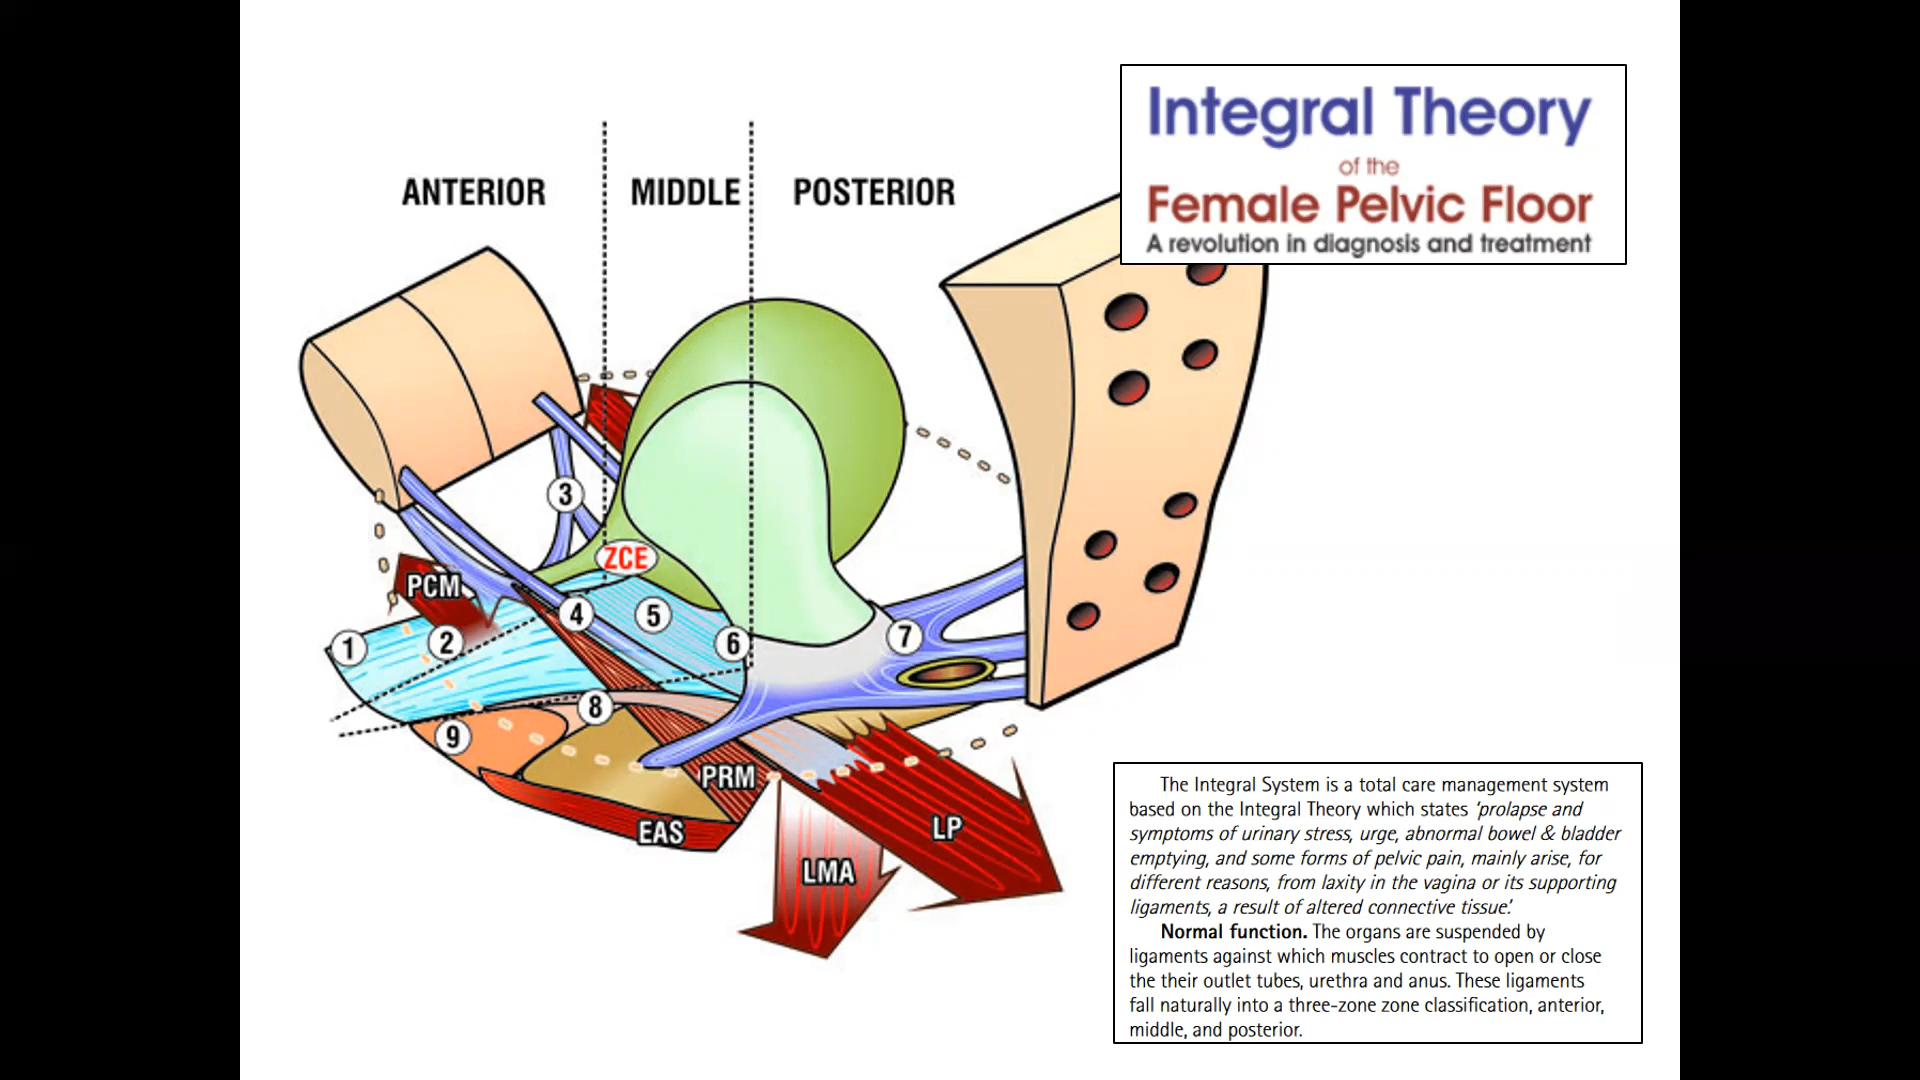 Integral Theory
of the
Female Pelvic Floor
A revolution in diagnosis and treatment
ANTERIOR
MIDDLE
POSTERIOR
3
ZCE
PCM
1
2
4
5
6
7
8
9
PRM
EAS
LP
LMA
The Integral System is a total care management system
based on the Integral Theory which states ‘prolapse and
symptoms of urinary stress, urge, abnormal bowel & bladder
emptying, and some forms of pelvic pain, mainly arise, for
different reasons, from laxity in the vagina or its supporting
ligaments, a result of altered connective tissue.’
Normal function. The organs are suspended by
ligaments against which muscles contract to open or close
the their outlet tubes, urethra and anus. These ligaments
fall naturally into a three-zone zone classification, anterior,
middle, and posterior.